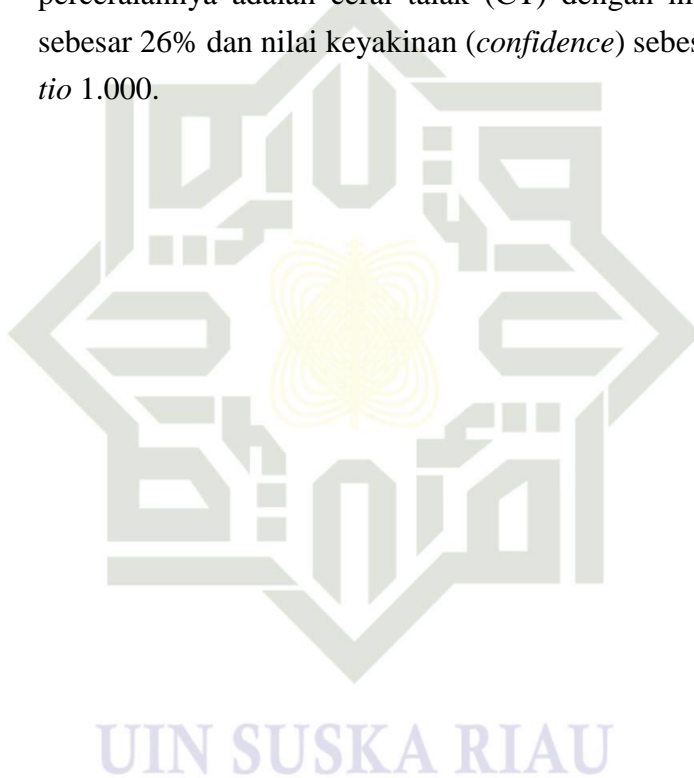 perceraiannya adalah cerai talak (CT) dengan
sebesar 26% dan nilai keyakinan (confidence)
tio 1.000.
UIN SUSKA RIAU